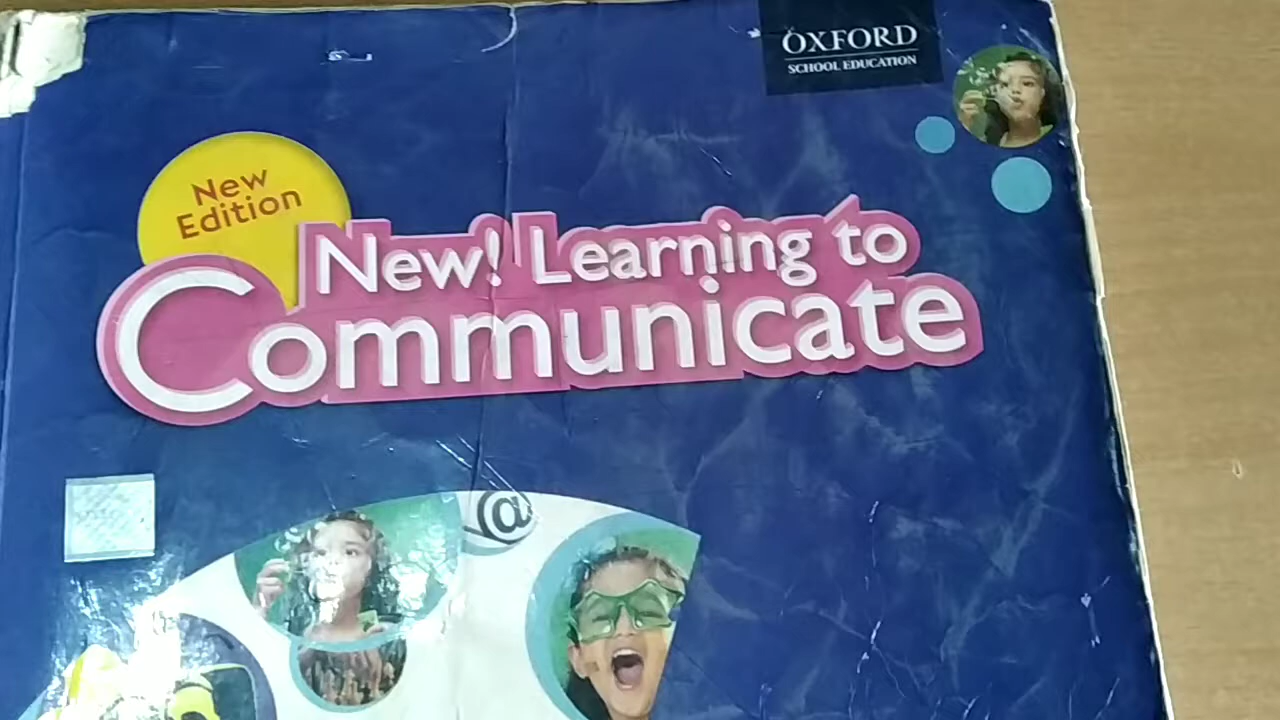 OXFORD
SCHOOL EDUCATION
New
Edition
New! Learning to
Communicate
@